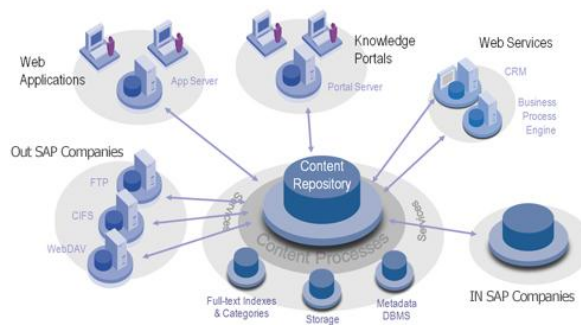 Web
Applications
App Server
Knowledge
Portals
Portal Server
Web Services
CRM
Business
Process
Engine
Out SAP Companies
FTP
CIFS
WebDAV
Content
Repository
Services
Services
Content Processes
Full-text Indexes
& Categories
Storage
Metadata
DBMS
IN SAP Companies